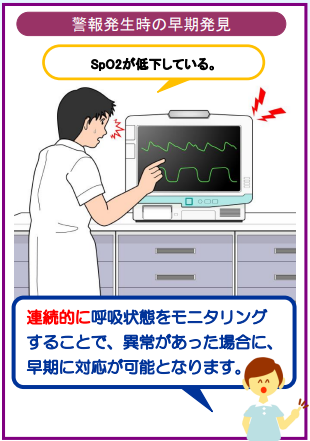 警報発生時の早期発見
SpO2が低下している。
連続的に呼吸状態をモニタリング
することで、異常があった場合に、
早期に対応が可能となります。